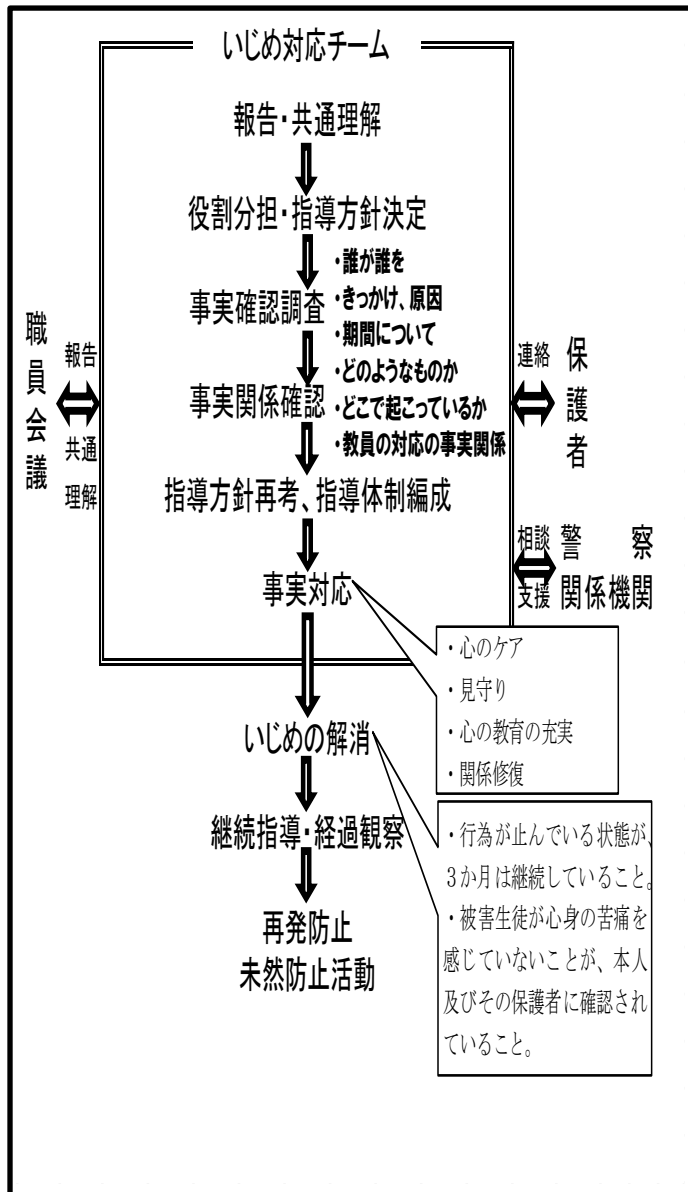 いじめ対応チーム
報告・共通理解
役割分担・指導方針決定
・誰が誰を
・きっかけ、原因
・期間について
・どのようなものか
・どこで起こっているか
・教員の対応の事実関係
事実確認調査
事実関係確認
職員会議
報告
共通
理解
連絡
保護者
指導方針再考、指導体制編成
相談
支援
警察
関係機関
事実対応
・心のケア
・見守り
・心の教育の充実
・関係修復
いじめの解消
・行為が止んでいる状態が、
3か月は継続していること。
・被害生徒が心身の苦痛を
感じていないことが、本人
及びその保護者に確認され
ていること。
継続指導・経過観察
再発防止
未然防止活動